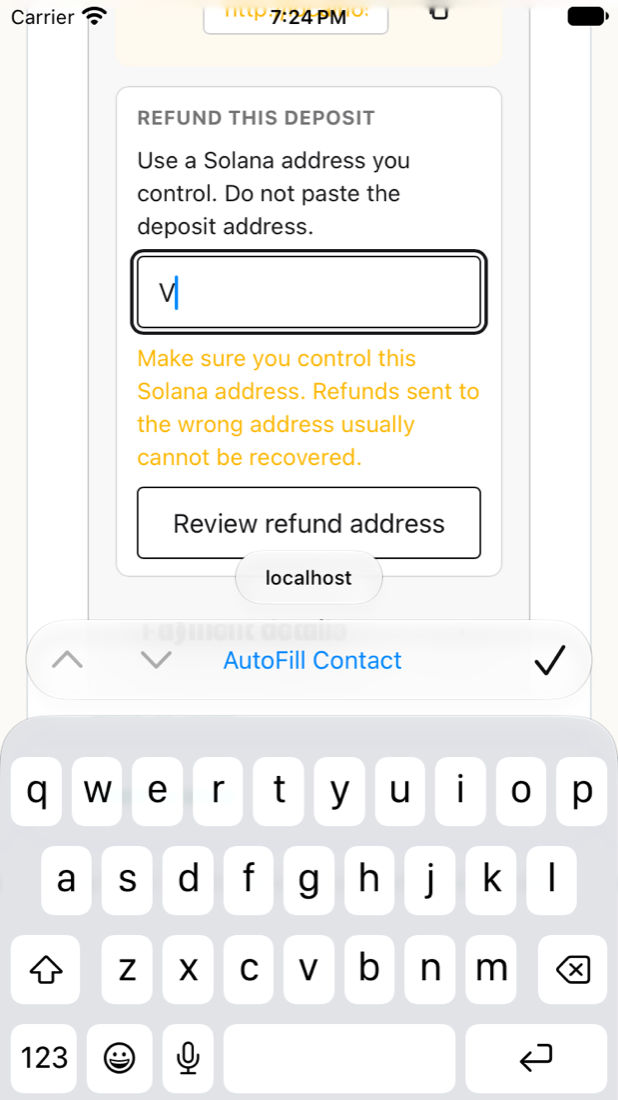 Carrier 7:24 PM
REFUND THIS DEPOSIT
Use a Solana address you
control. Do not paste the
deposit address.
V
Make sure you control this
Solana address. Refunds sent to
the wrong address usually
cannot be recovered.
Review refund address
localhost
Payment details
AutoFill Contact
q w e r t y u i o p
a s d f g h j k l
z x c v b n m
123